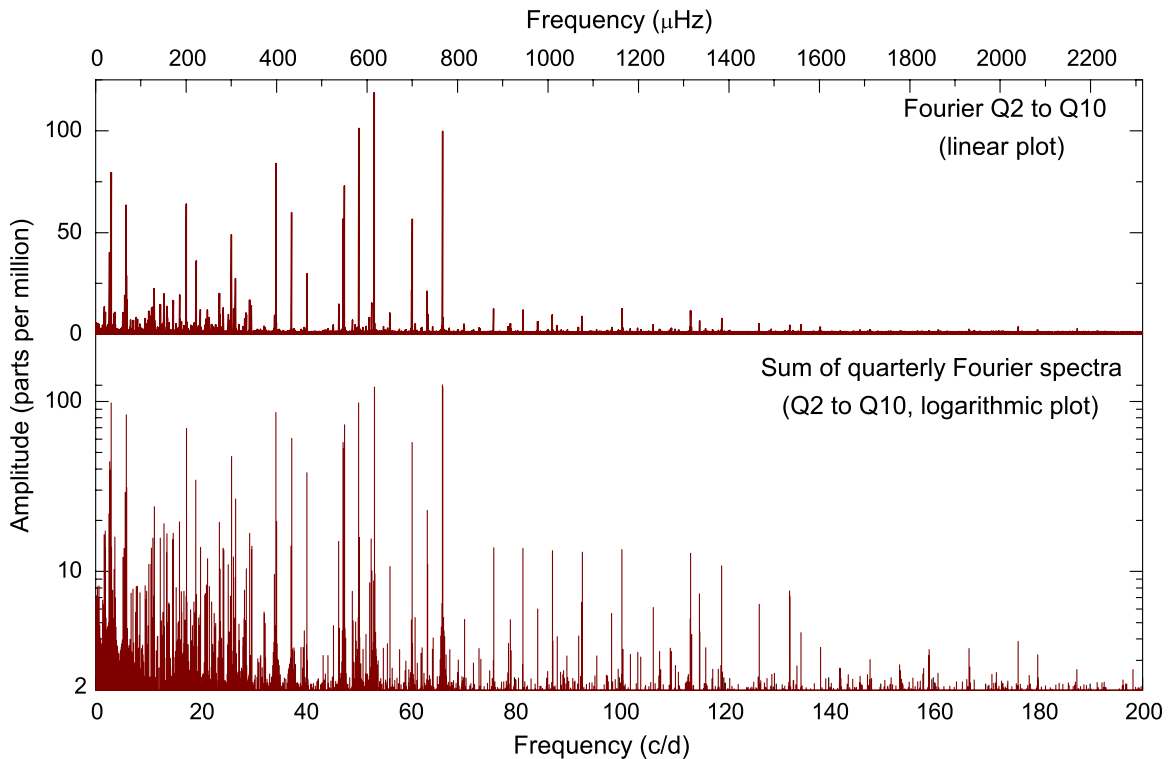 Frequency (μHz)
0 200 400 600 800 1000 1200 1400 1600 1800 2000 2200
Fourier Q2 to Q10
(linear plot)
100
50
0
Amplitude (parts per million)
Sum of quarterly Fourier spectra
(Q2 to Q10, logarithmic plot)
100
10
2
0 20 40 60 80 100 120 140 160 180 200
Frequency (c/d)